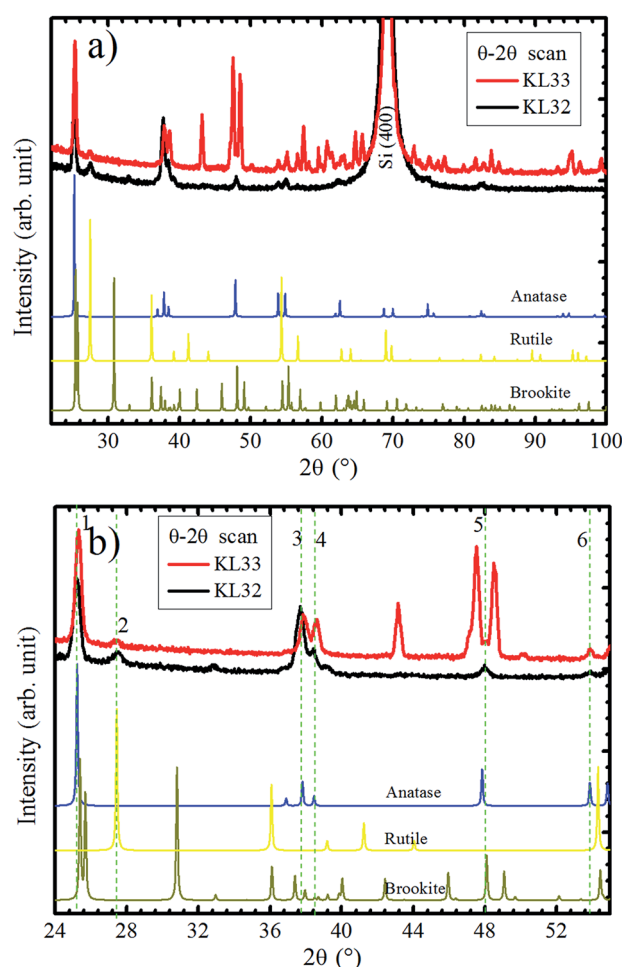 a)
θ-2θ scan
KL33
KL32
Si (400)
Intensity (arb. unit)
Anatase
Rutile
Brookite
30 40 50 60 70 80 90 100
2θ (°)
b)
θ-2θ scan
KL33
KL32
1
2
3
4
5
6
Intensity (arb. unit)
Anatase
Rutile
Brookite
24 28 32 36 40 44 48 52
2θ (°)